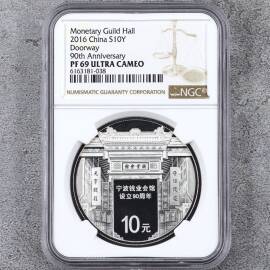 Monetary Guild Hall
2016 China S10Y
Doorway
90th Anniversary
PF 69 ULTRA CAMEO
6163181-038
NUMISMATIC GUARANTY CORPORATION
NGC
宁波钱业会馆
设立90周年
10元